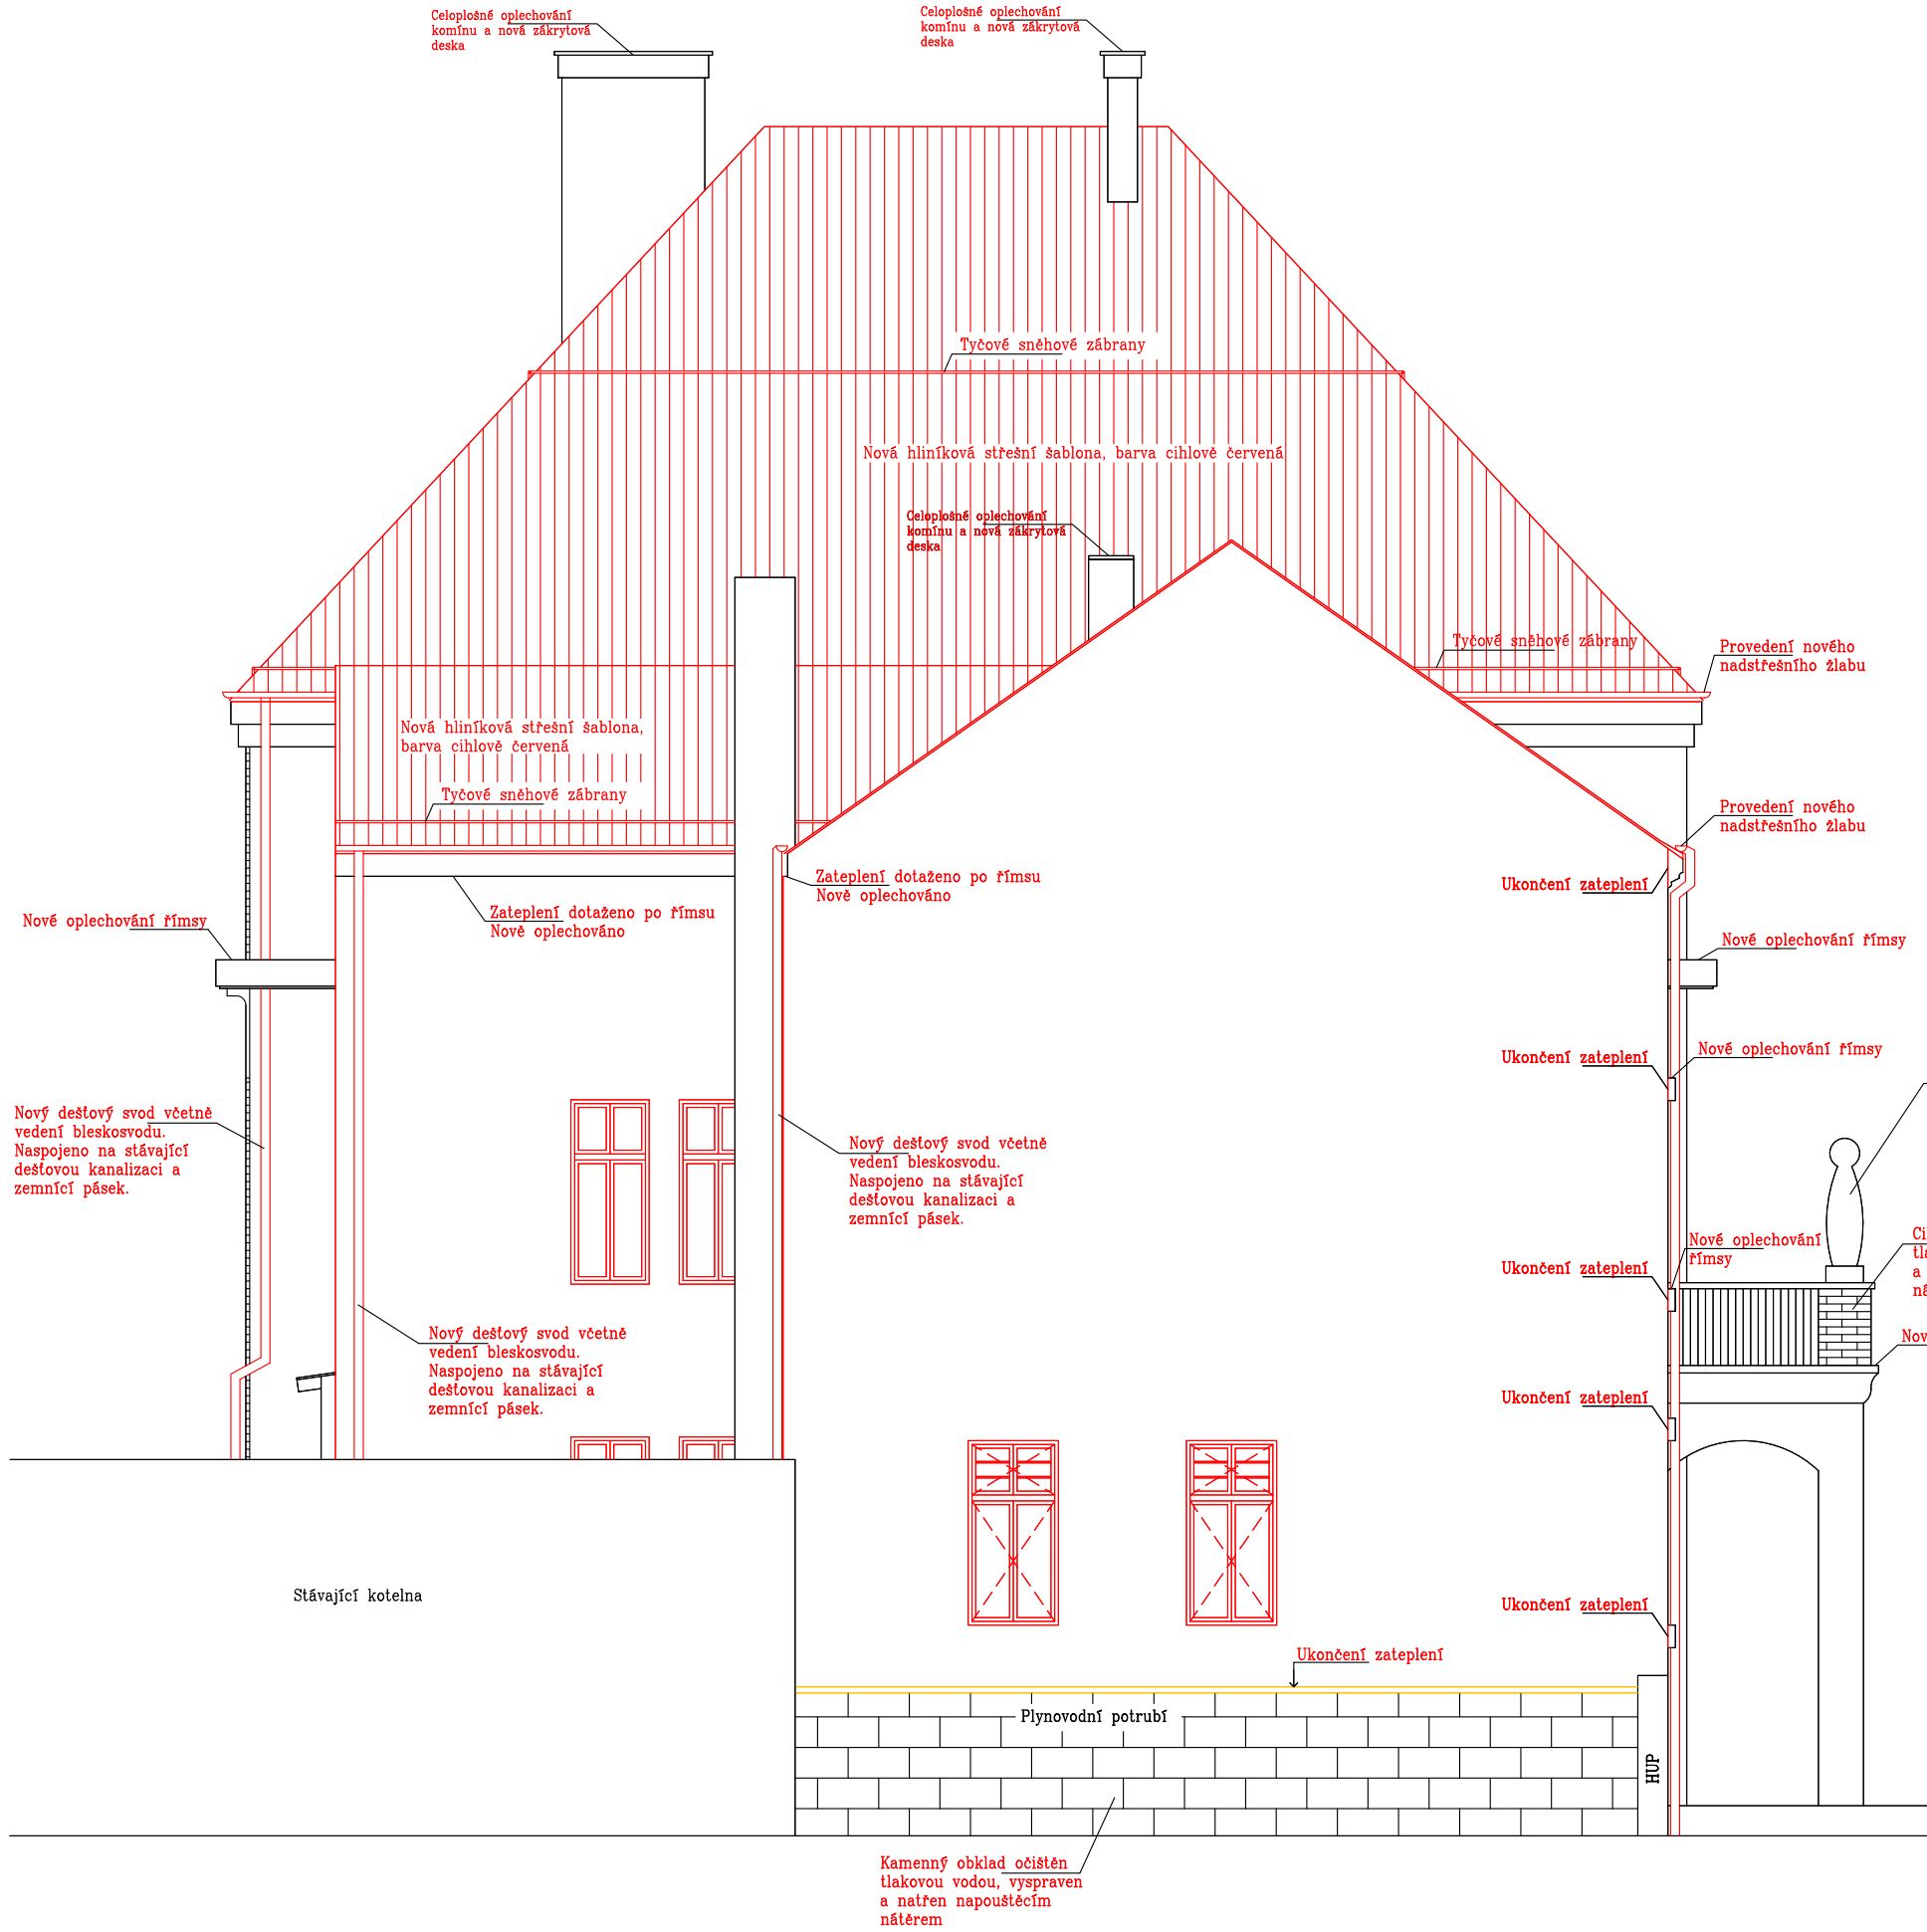 Celoplošné oplechování
komínu a nová zákrytová
deska
Celoplošné oplechování
komínu a nová zákrytová
deska
Tyčové sněhové zábrany
Nová hliníková střešní šablona, barva cihlově červená
Celoplošné oplechování
komínu a nová zákrytová
deska
Tyčové sněhové zábrany
Provedení nového
nadstřešního žlabu
Nová hliníková střešní šablona,
barva cihlově červená
Tyčové sněhové zábrany
Provedení nového
nadstřešního žlabu
Zateplení dotaženo po římsu
Nově oplechováno
Ukončení zateplení
Nové oplechování římsy
Zateplení dotaženo po římsu
Nově oplechováno
Nové oplechování římsy
Ukončení zateplení
Nové oplechování římsy
Nový dešťový svod včetně
vedení bleskosvodu.
Naspojeno na stávající
dešťovou kanalizaci a
zemnící pásek.
Nový dešťový svod včetně
vedení bleskosvodu.
Naspojeno na stávající
dešťovou kanalizaci a
zemnící pásek.
Nové oplechování
římsy
Ukončení zateplení
Ci
tla
a
ná
Nov
Nový dešťový svod včetně
vedení bleskosvodu.
Naspojeno na stávající
dešťovou kanalizaci a
zemnící pásek.
Ukončení zateplení
Stávající kotelna
Ukončení zateplení
Ukončení zateplení
Plynovodní potrubí
HUP
Kamenný obklad očištěn
tlakovou vodou, vyspraven
a natřen napouštěcím
nátěrem